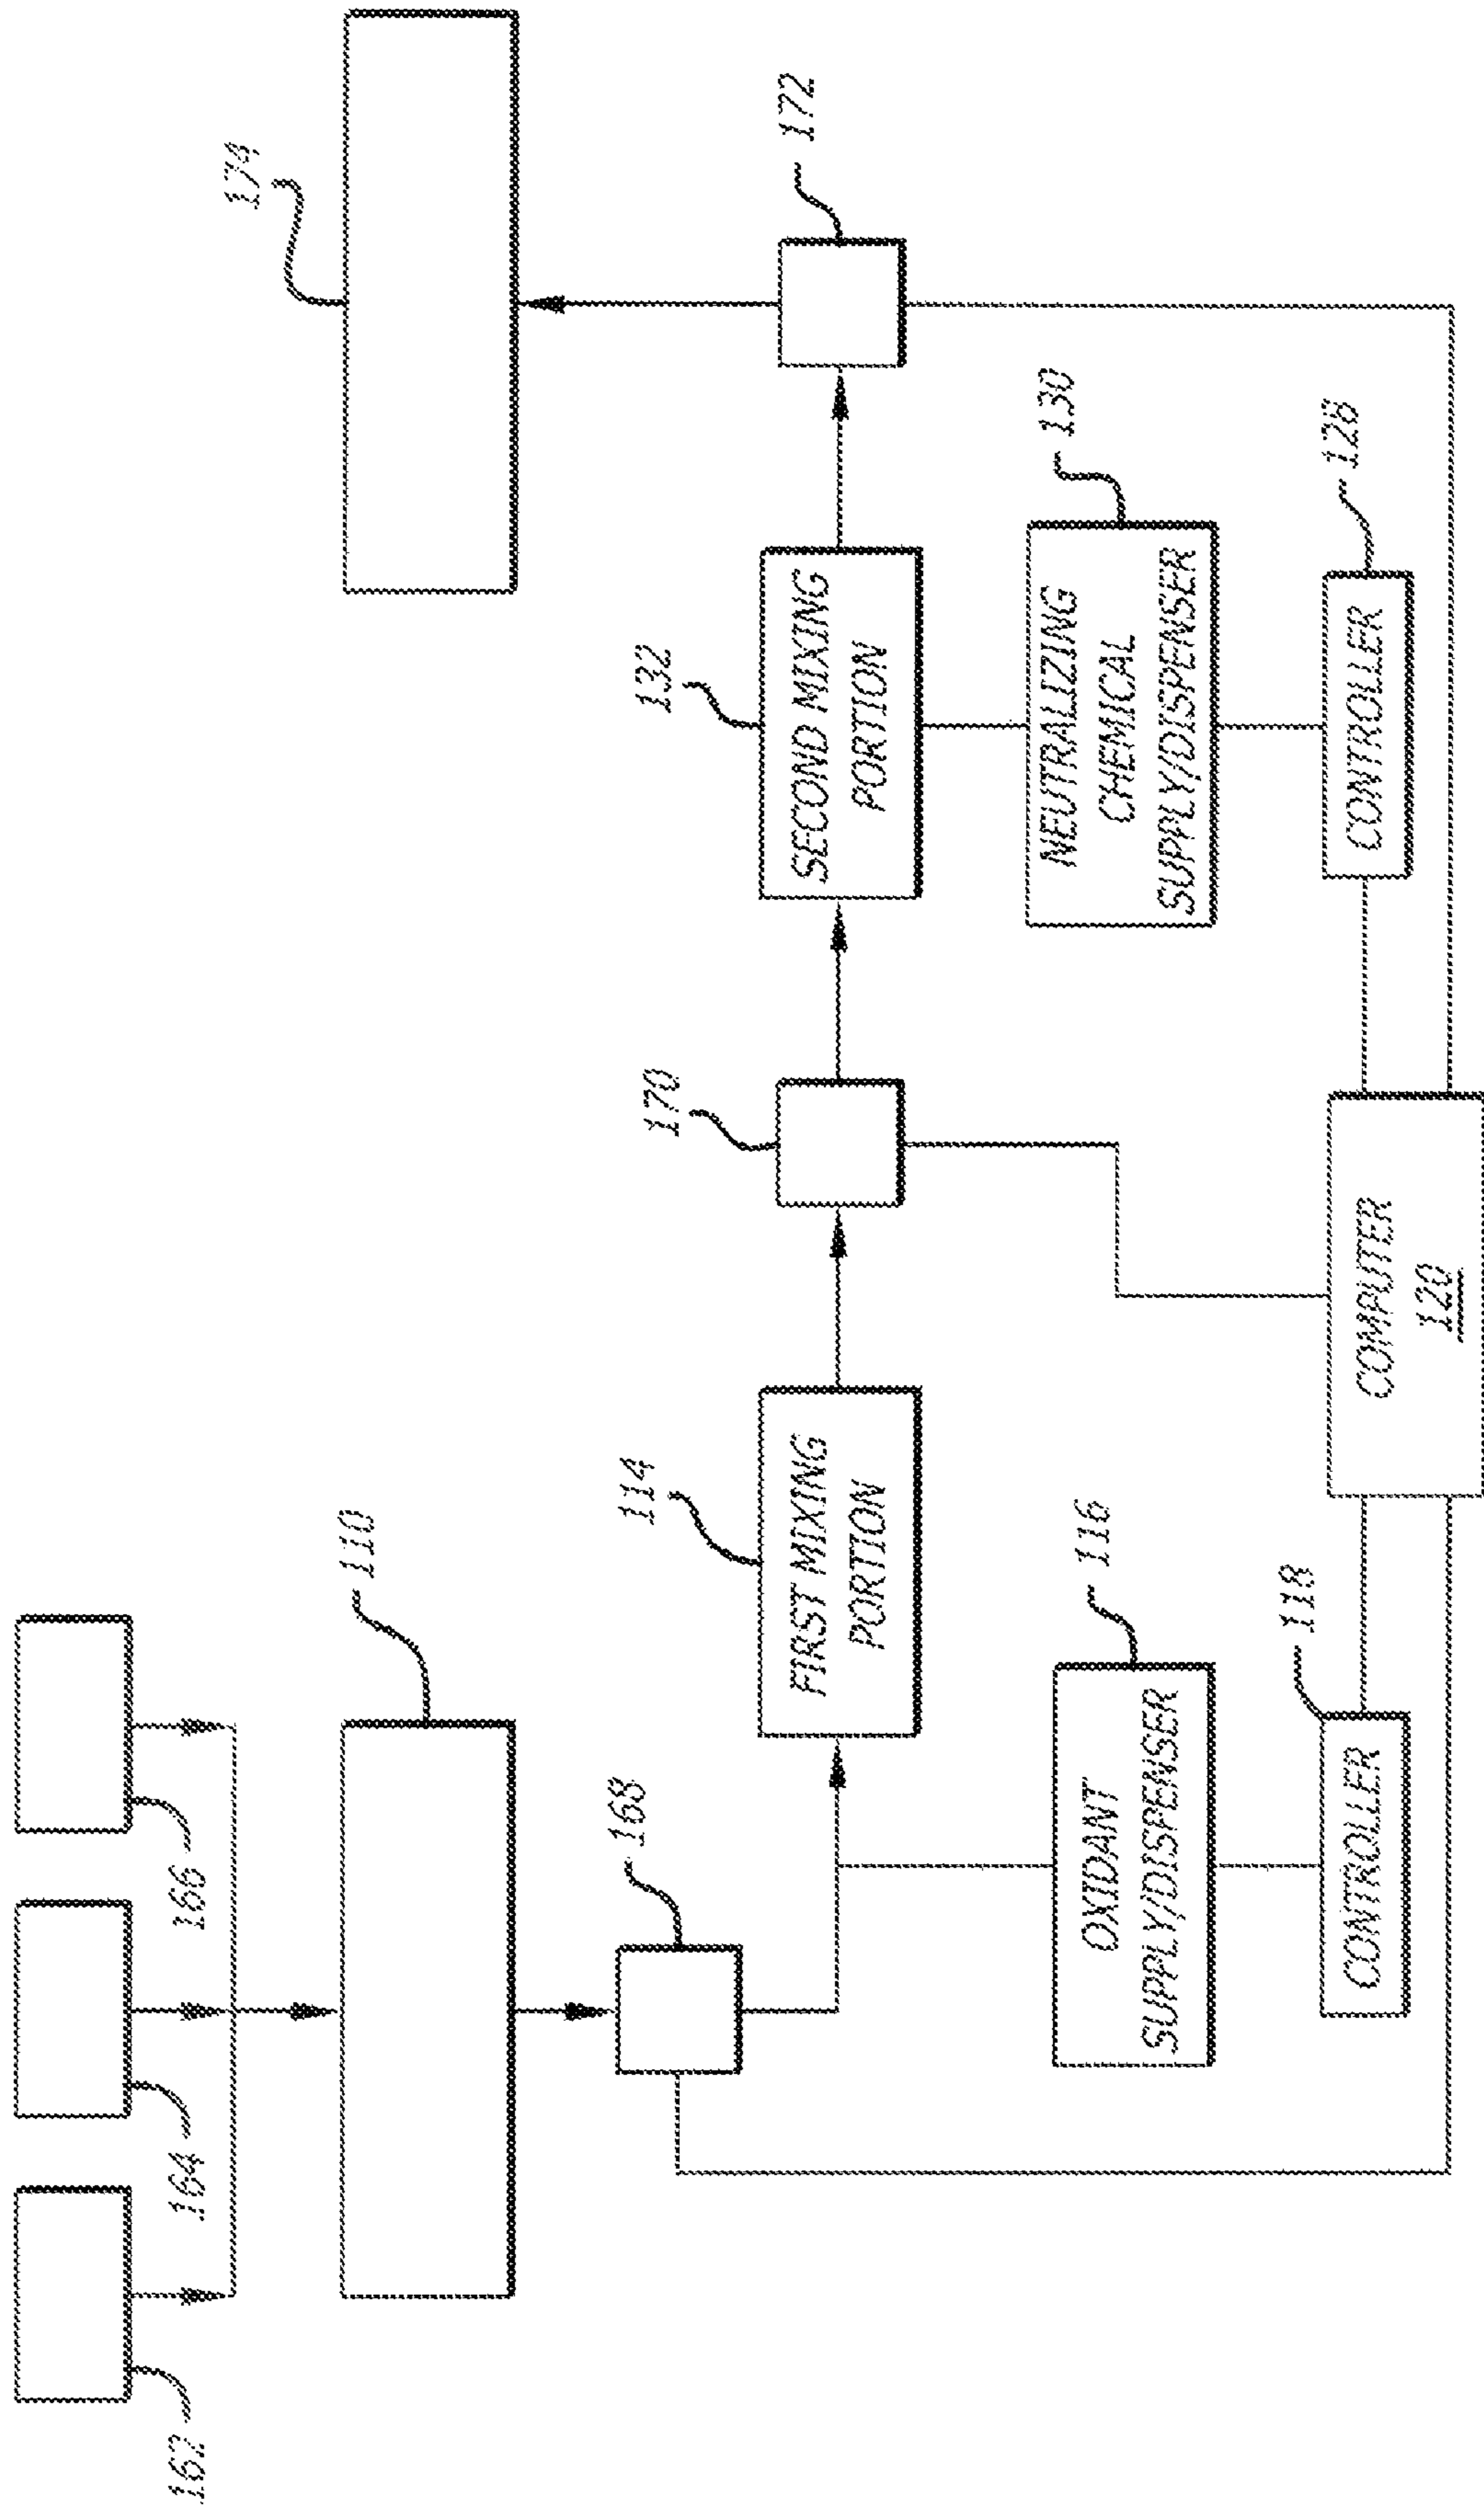 162
164
166
110
168
114
FIRST MIXING
PORTION
170
132
SECOND MIXING
PORTION
172
174
OXIDANT
SUPPLY/DISPENSER
116
NEUTRALIZING
CHEMICAL
SUPPLY/DISPENSER
130
CONTROLLER
118
COMPUTER
120
CONTROLLER
128